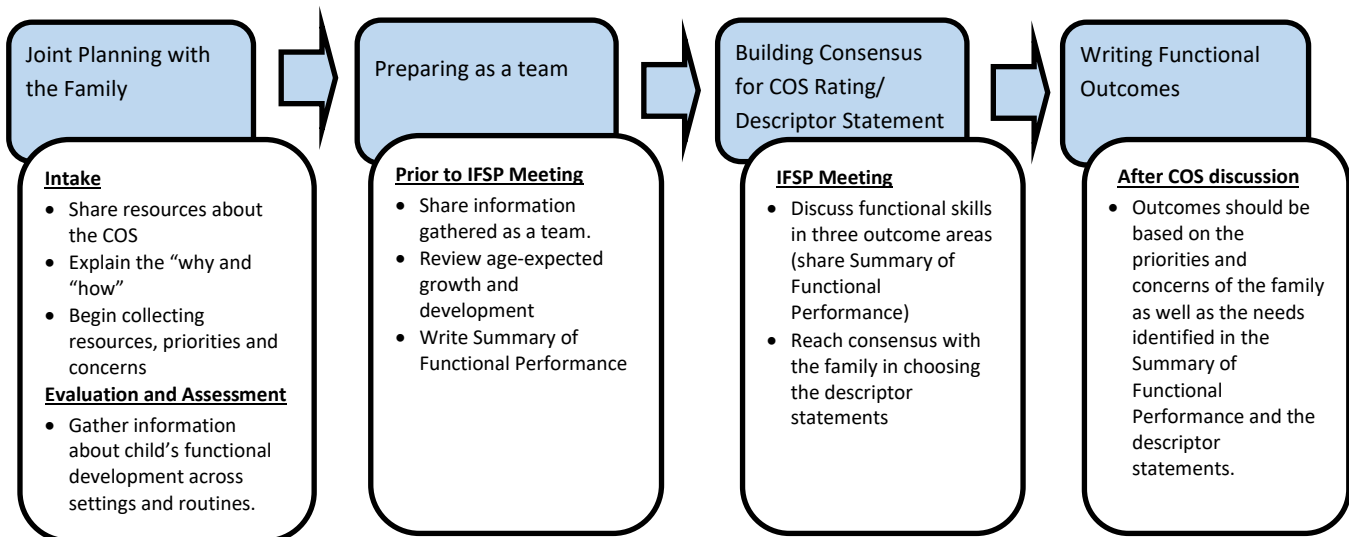 Joint Planning with
the Family
Intake
• Share resources about
the COS
• Explain the “why and
“how”
• Begin collecting
resources, priorities and
concerns
Evaluation and Assessment
• Gather information
about child’s functional
development across
settings and routines.
Preparing as a team
Prior to IFSP Meeting
• Share information
gathered as a team.
• Review age-expected
growth and
development
• Write Summary of
Functional Performance
Building Consensus
for COS Rating/
Descriptor Statement
IFSP Meeting
• Discuss functional skills
in three outcome areas
(share Summary of
Functional
Performance)
• Reach consensus with
the family in choosing
the descriptor
statements
Writing Functional
Outcomes
After COS discussion
• Outcomes should be
based on the
priorities and
concerns of the family
as well as the needs
identified in the
Summary of
Functional
Performance and the
descriptor
statements.